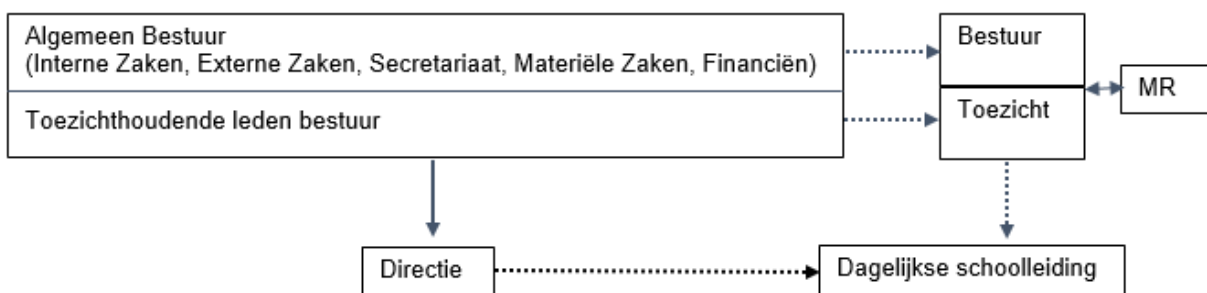 Algemeen Bestuur
(Interne Zaken, Externe Zaken, Secretariaat, Materiële Zaken, Financiën)
Toezichthoudende leden bestuur
Bestuur
Toezicht
MR
Directie
Dagelijkse schoolleiding